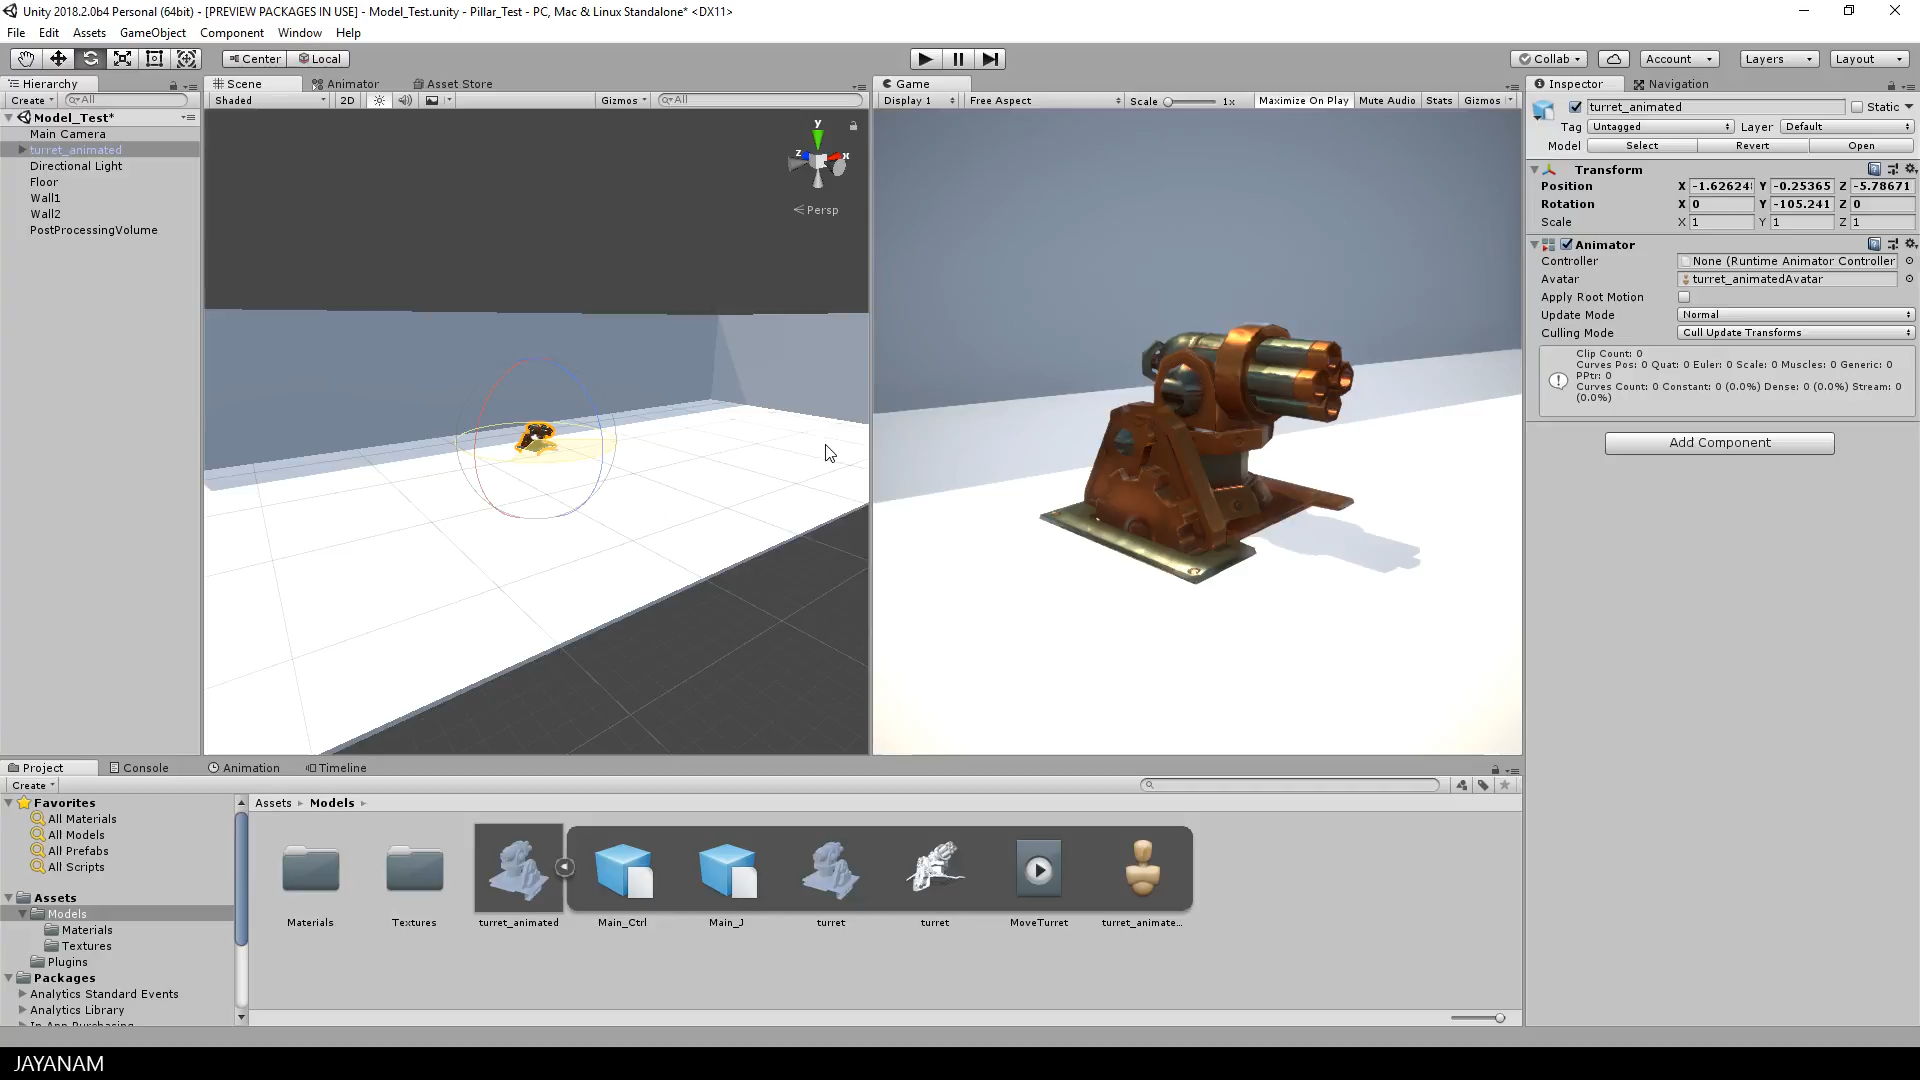 Unity 2018.2.0b4 Personal (64bit) - [PREVIEW PACKAGES IN USE] - Model_Test.unity - Pillar_Test - PC, Mac & Linux Standalone* <DX11>
File Edit Assets GameObject Component Window Help
Center Local Collab Account Layers Layout
Hierarchy
Create All
Model_Test*
Main Camera
turret_animated
Directional Light
Floor
Wall1
Wall2
PostProcessingVolume
Scene Animator Asset Store
Shaded 2D Gizmos All
y
z x
Persp
Game
Display 1 Free Aspect Scale 1x Maximize On Play Mute Audio Stats Gizmos
Inspector Navigation
turret_animated Static
Tag Untagged Layer Default
Model Select Revert Open
Transform
Position X -1.62624 Y -0.25365 Z -5.78671
Rotation X 0 Y -105.241 Z 0
Scale X 1 Y 1 Z 1
Animator
Controller None (Runtime Animator Controller
Avatar turret_animatedAvatar
Apply Root Motion
Update Mode Normal
Culling Mode Cull Update Transforms
Clip Count: 0
Curves Pos: 0 Quat: 0 Euler: 0 Scale: 0 Muscles: 0 Generic: 0
PPtr: 0
Curves Count: 0 Constant: 0 (0.0%) Dense: 0 (0.0%) Stream: 0
(0.0%)
Add Component
Project Console Animation Timeline
Create
Favorites
All Materials
All Models
All Prefabs
All Scripts
Assets
Models
Materials
Textures
Plugins
Packages
Analytics Standard Events
Analytics Library
Assets Models
Materials Textures turret_animated Main_Ctrl Main_J turret turret MoveTurret turret_animate...
JAYANAM